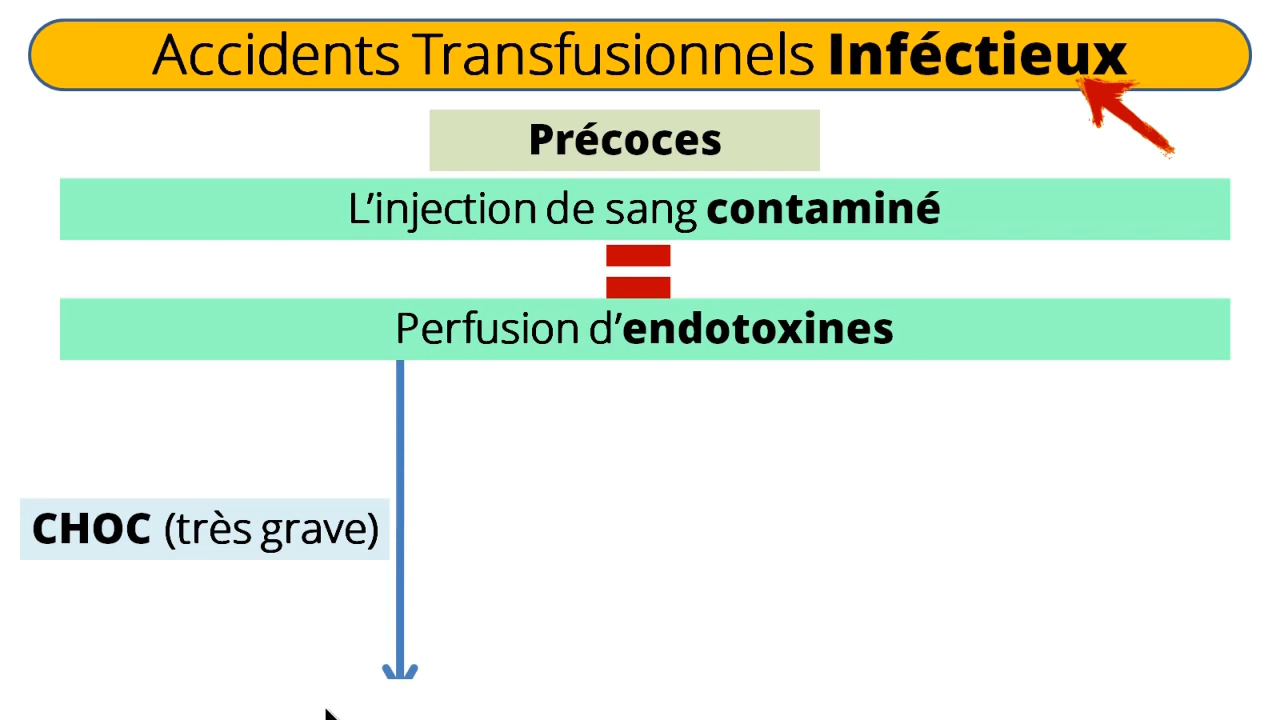 Accidents Transfusionnels Inféctieux
Précoces
L’injection de sang contaminé
Perfusion d’endotoxines
CHOC (très grave)